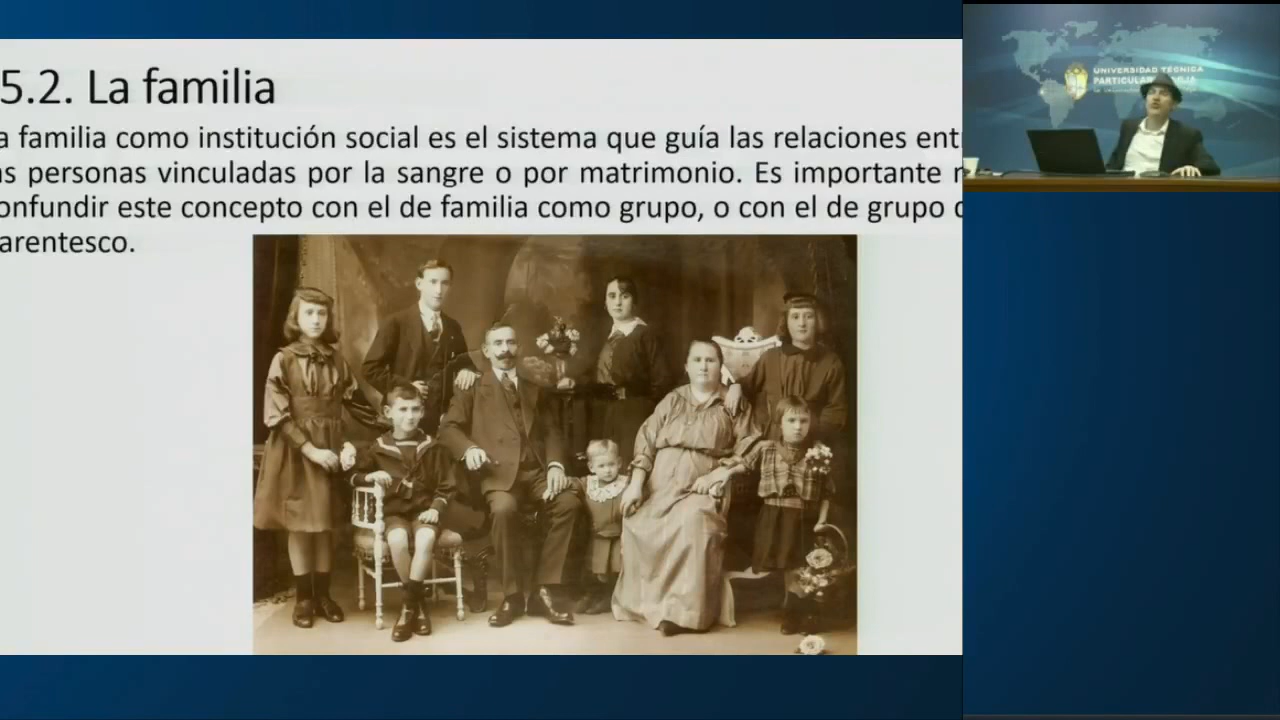 5.2. La familia
a familia como institución social es el sistema que guía las relaciones ent
as personas vinculadas por la sangre o por matrimonio. Es importante
onfundir este concepto con el de familia como grupo, o con el de grupo
arentesco.
UNIVERSIDAD TÉCNICA
PARTICULAR